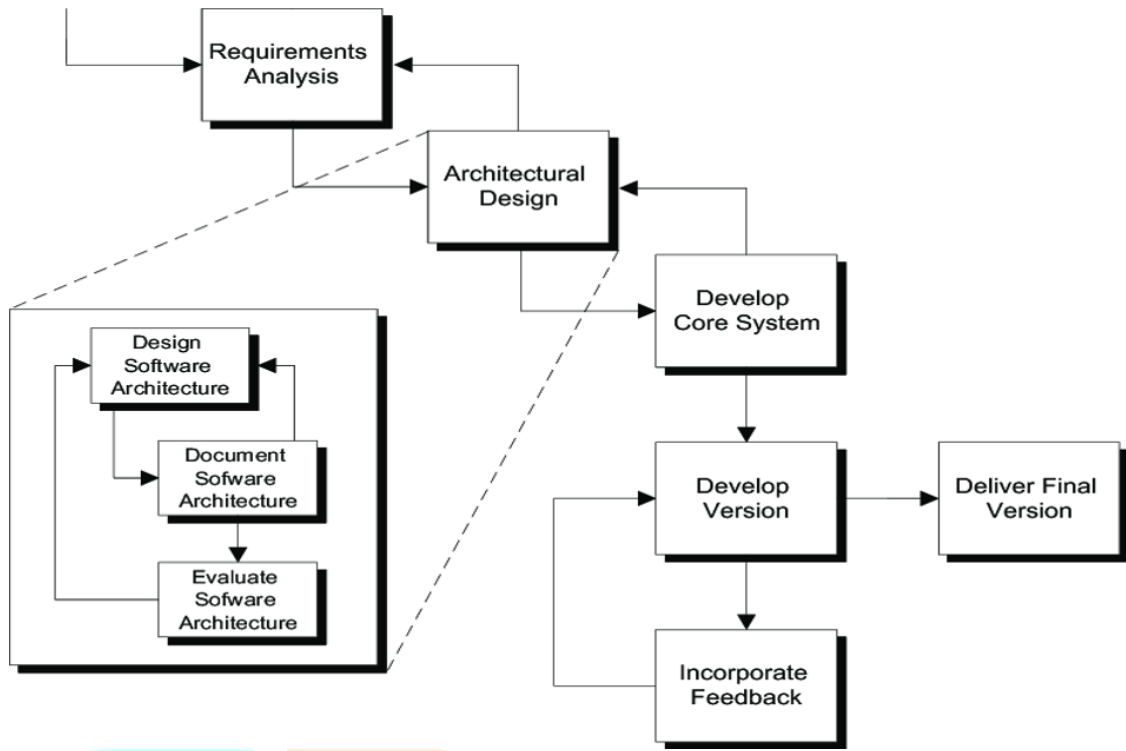 Requirements
Analysis
Architectural
Design
Develop
Core System
Design
Software
Architecture
Document
Sofware
Architecture
Evaluate
Sofware
Architecture
Develop
Version
Deliver Final
Version
Incorporate
Feedback